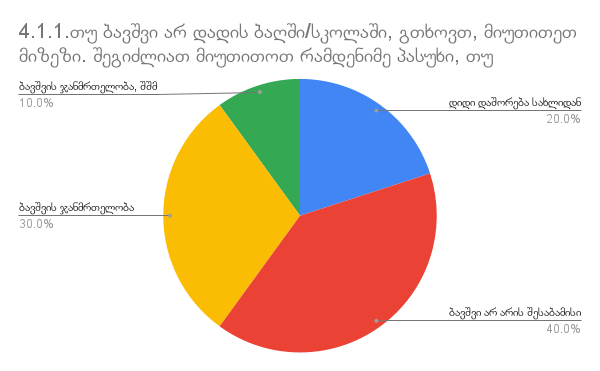 4.1.1.თუ ბავშვი არ დადის ბაღში/სკოლაში, გთხოვთ, მიუთითეთ
მიზეზი. შეგიძლიათ მიუთითოთ რამდენიმე პასუხი, თუ
ბავშვის ჯანმრთელობა, შშმ
10.0%
დიდი დაშორება სახლიდან
20.0%
ბავშვის ჯანმრთელობა
30.0%
ბავშვი არ არის შესაბამისი
40.0%